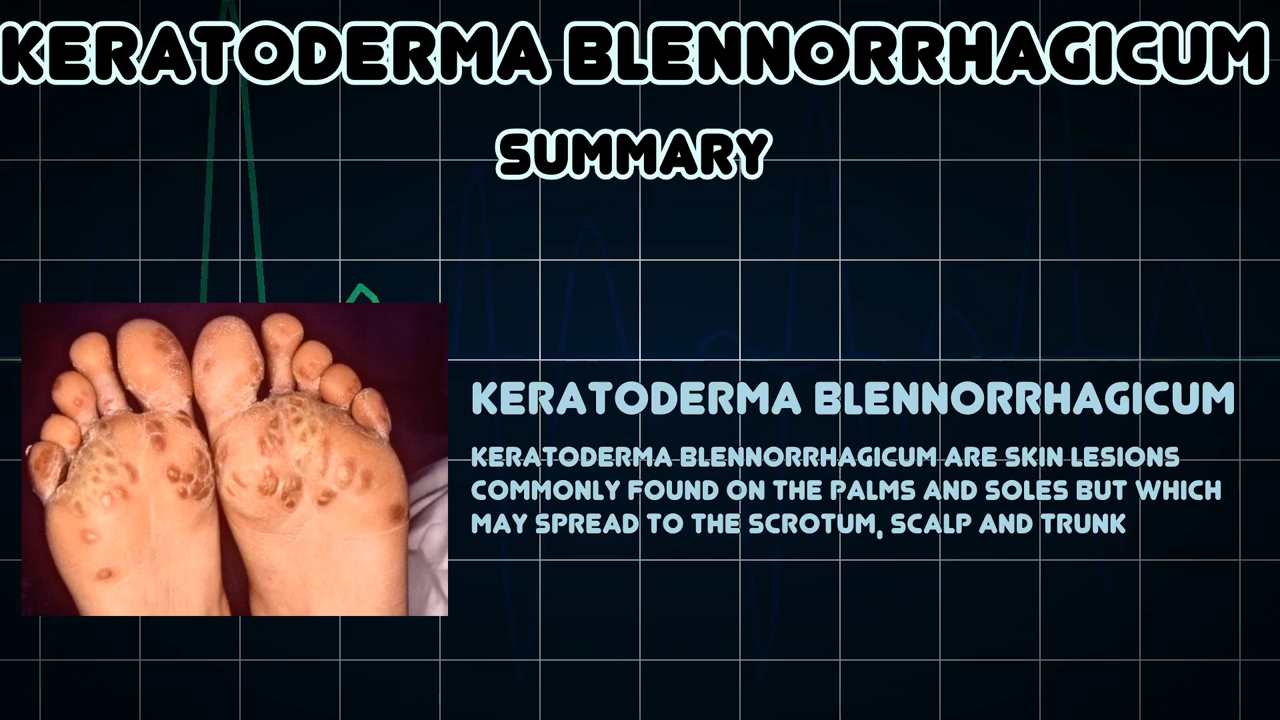 KERATODERMA BLENNORRHAGICUM
SUMMARY
KERATODERMA BLENNORRHAGICUM
KERATODERMA BLENNORRHAGICUM ARE SKIN LESIONS
COMMONLY FOUND ON THE PALMS AND SOLES BUT WHICH
MAY SPREAD TO THE SCROTUM, SCALP AND TRUNK